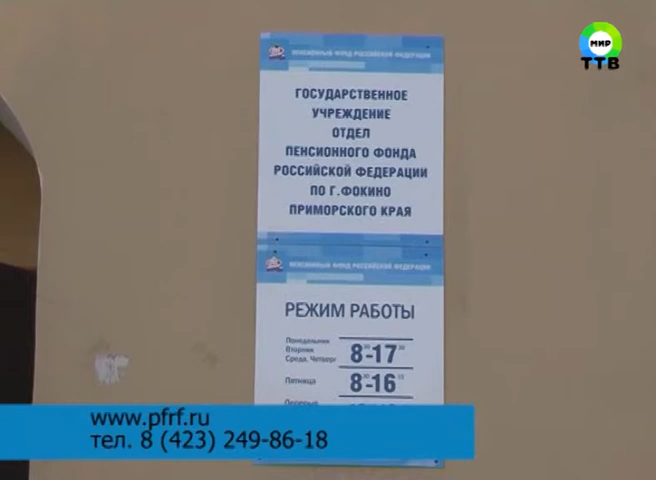 МИР
ТТВ
ПЕНСИОННЫЙ ФОНД РОССИЙСКОЙ ФЕДЕРАЦИИ
ГОСУДАРСТВЕННОЕ
УЧРЕЖДЕНИЕ
ОТДЕЛ
ПЕНСИОННОГО ФОНДА
РОССИЙСКОЙ ФЕДЕРАЦИИ
ПО Г.ФОКИНО
ПРИМОРСКОГО КРАЯ
ПЕНСИОННЫЙ ФОНД РОССИЙСКОЙ ФЕДЕРАЦИИ
РЕЖИМ РАБОТЫ
Понедельник
Вторник
Среда, Четверг
8-17
Пятница
8-16
www.pfrf.ru
тел. 8 (423) 249-86-18